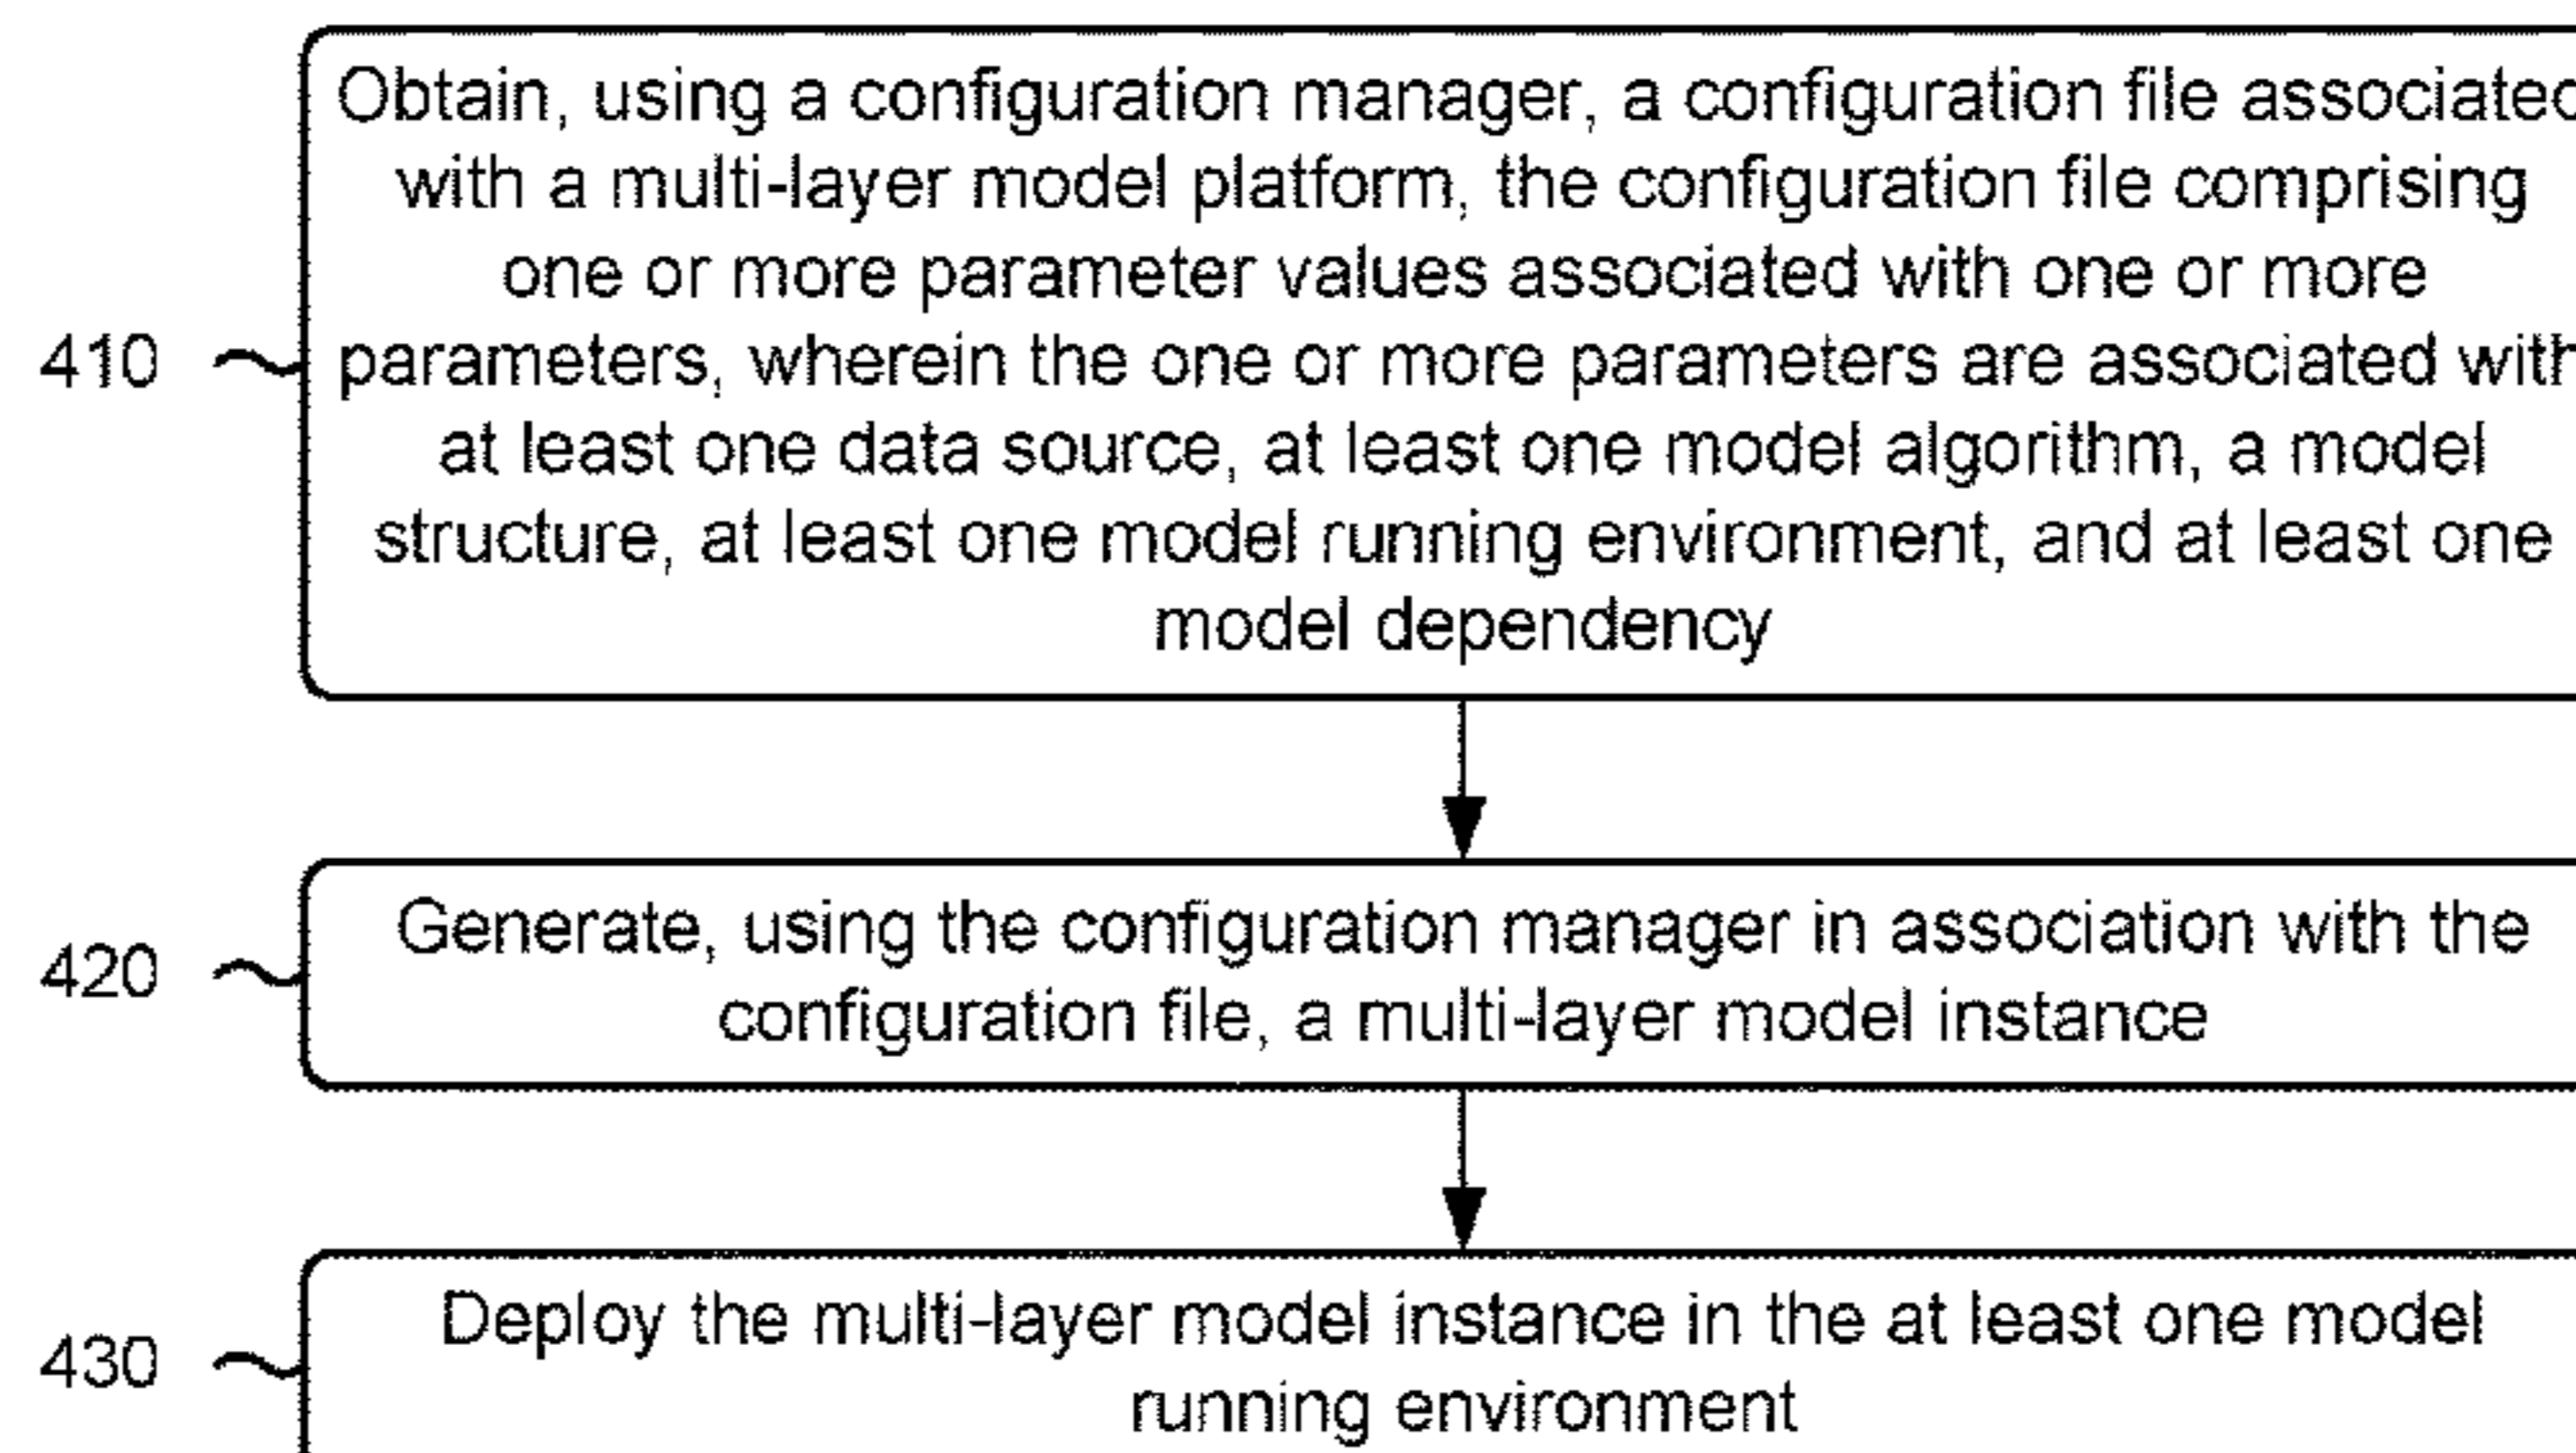 Obtain, using a configuration manager, a configuration file associated
with a multi-layer model platform, the configuration file comprising
one or more parameter values associated with one or more
410
parameters, wherein the one or more parameters are associated with
at least one data source, at least one model algorithm, a model
structure, at least one model running environment, and at least one
model dependency
420
Generate, using the configuration manager in association with the
configuration file, a multi-layer model instance
430
Deploy the multi-layer model instance in the at least one model
running environment